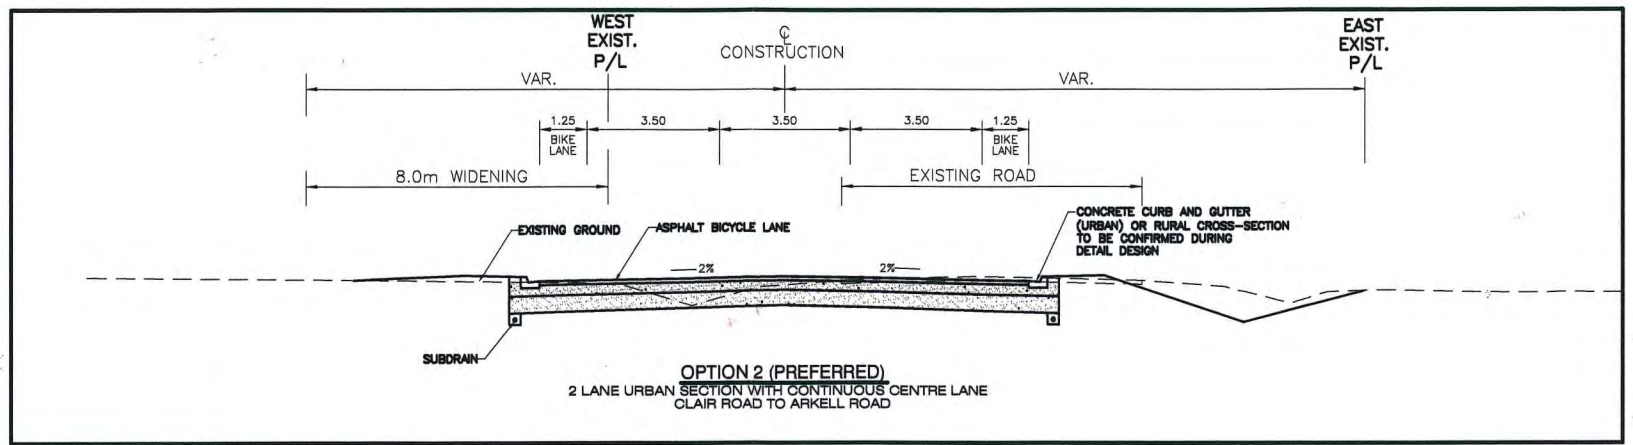 WEST
EXIST.
P/L
℄
CONSTRUCTION
EAST
EXIST.
P/L
VAR.
VAR.
1.25
3.50
3.50
3.50
1.25
BIKE
LANE
BIKE
LANE
8.0m WIDENING
EXISTING ROAD
EXISTING GROUND
ASPHALT BICYCLE LANE
CONCRETE CURB AND GUTTER
(URBAN) OR RURAL CROSS-SECTION
TO BE CONFIRMED DURING
DETAIL DESIGN
2%
2%
SUBDRAIN
OPTION 2 (PREFERRED)
2 LANE URBAN SECTION WITH CONTINUOUS CENTRE LANE
CLAIR ROAD TO ARKELL ROAD